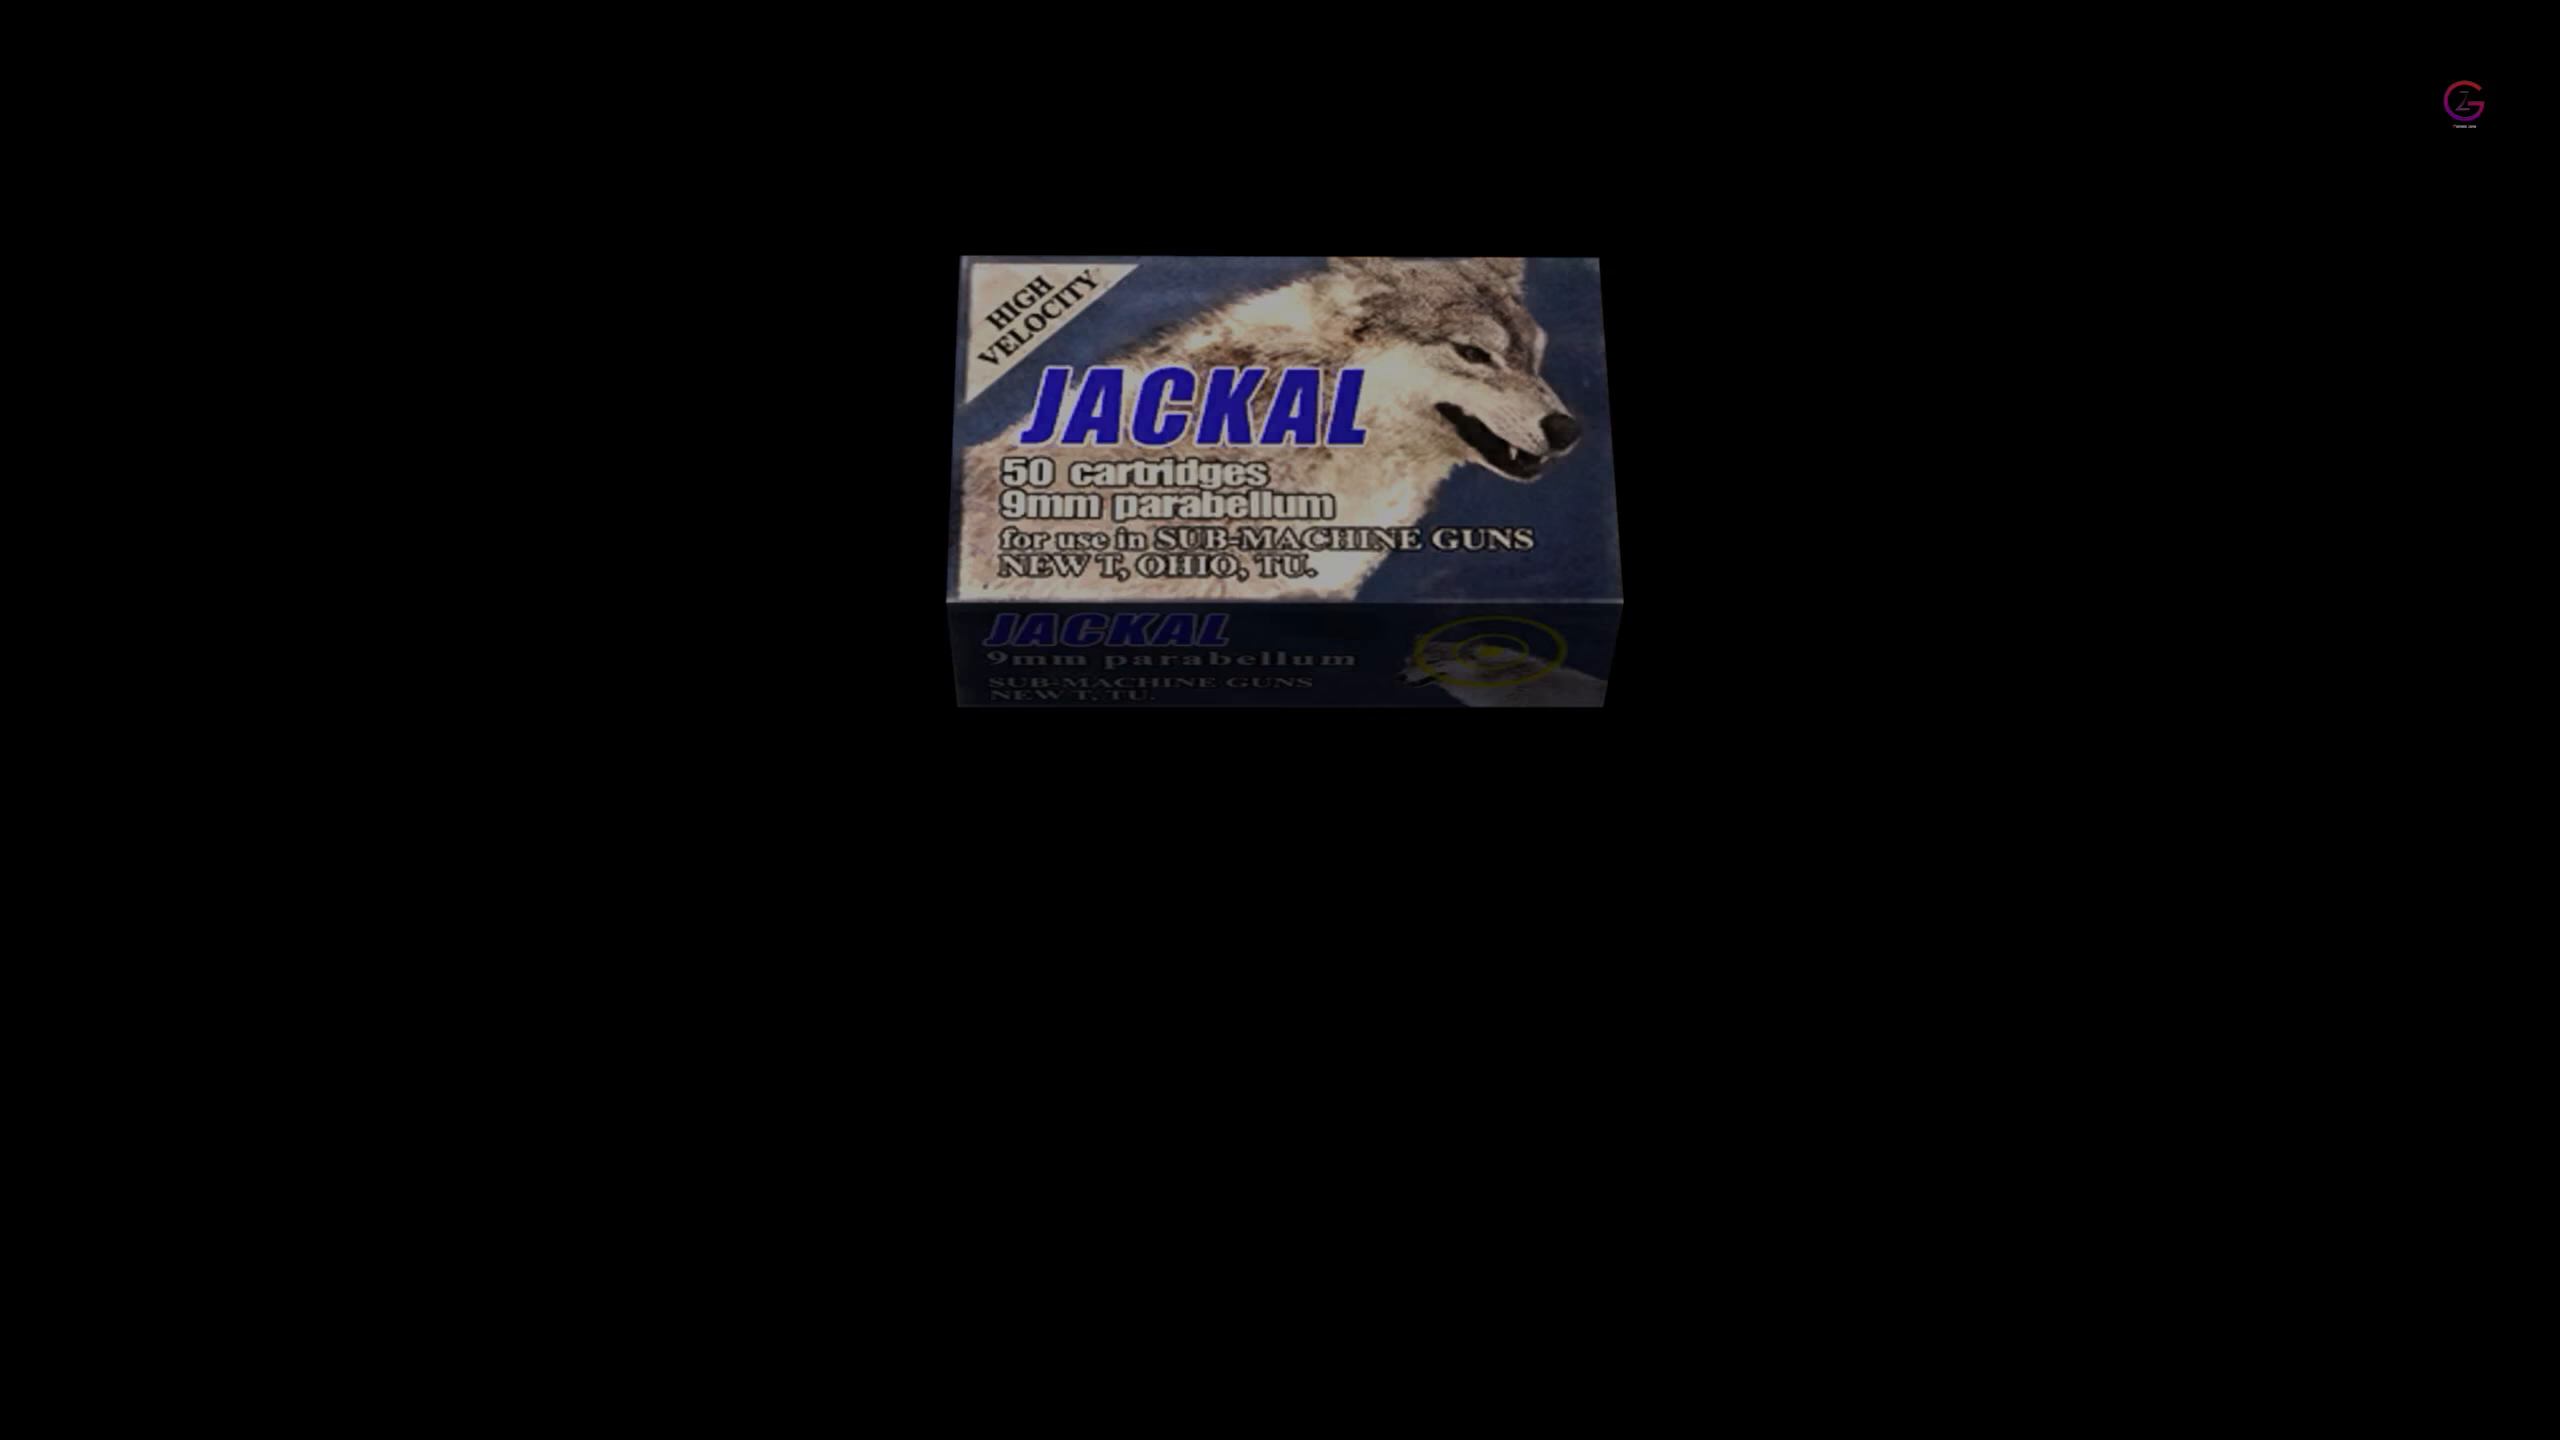 HIGH
VELOCITY
JACKAL
50 cartridges
9mm parabellum
for use in SUB-MACHINE GUNS
NEW T, OHIO, TU.
JACKAL
9mm parabellum
SUB-MACHINE GUNS
NEW T, TU.